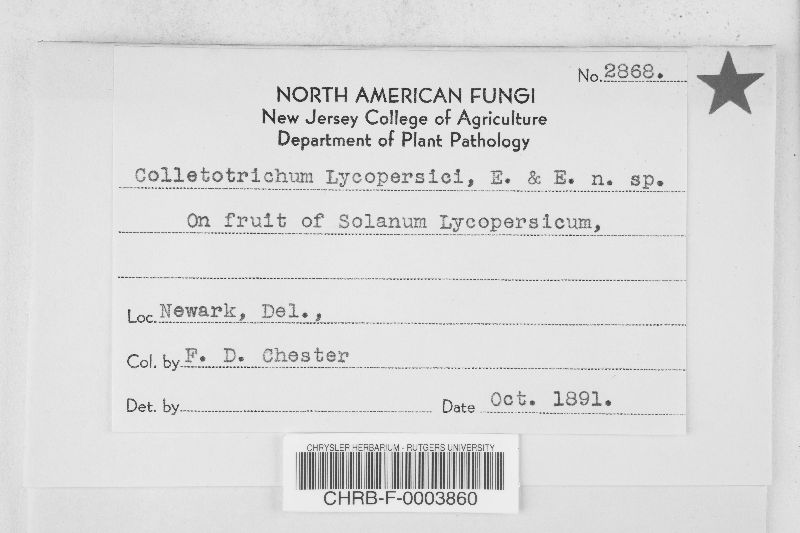 No. 2868.
NORTH AMERICAN FUNGI
New Jersey College of Agriculture
Department of Plant Pathology
Colletotrichum Lycopersici, E. & E. n. sp.
On fruit of Solanum Lycopersicum,
Loc. Newark, Del.,
Col. by F. D. Chester
Det. by
Date Oct. 1891.
CHRYSLER HERBARIUM - RUTGERS UNIVERSITY
CHRB-F-0003860